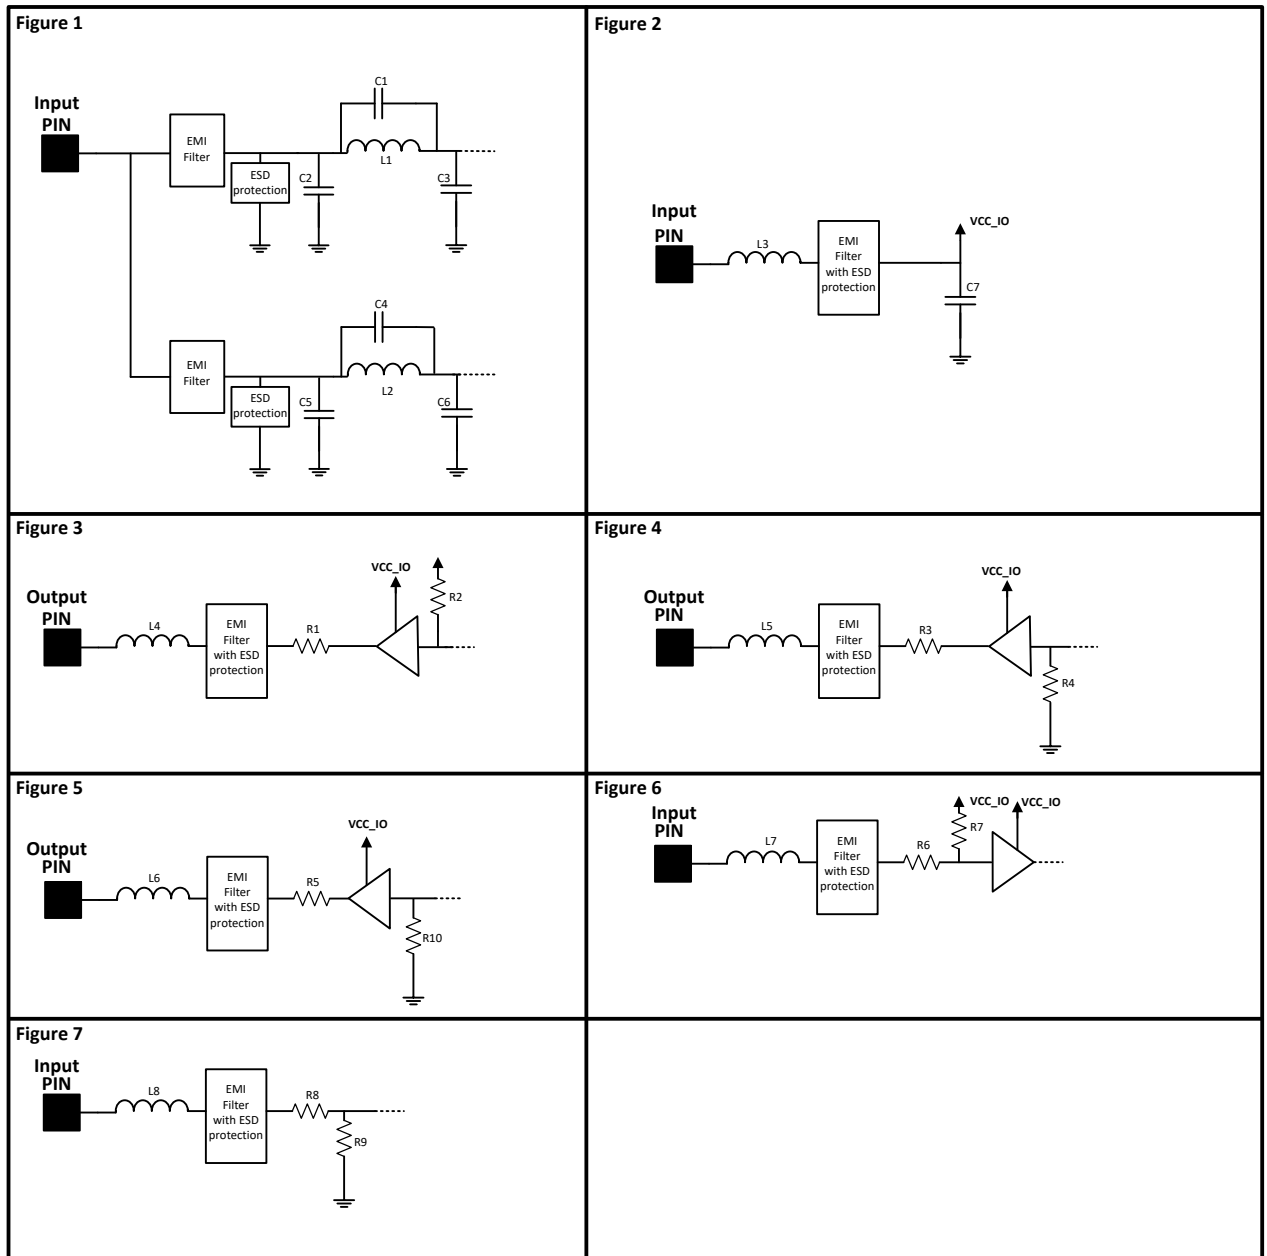 Figure 1
C1
Input
PIN
EMI
Filter
L1
ESD
protection
C2
C3
C4
EMI
Filter
L2
ESD
protection
C5
C6
Figure 2
Input
PIN
VCC_IO
L3
EMI
Filter
with ESD
protection
C7
Figure 3
VCC_IO
Output
PIN
R2
L4
EMI
Filter
with ESD
protection
R1
Figure 4
VCC_IO
Output
PIN
L5
EMI
Filter
with ESD
protection
R3
R4
Figure 5
VCC_IO
Output
PIN
L6
EMI
Filter
with ESD
protection
R5
R10
Figure 6
VCC_IO
VCC_IO
Input
PIN
R7
L7
EMI
Filter
with ESD
protection
R6
Figure 7
Input
PIN
L8
EMI
Filter
with ESD
protection
R8
R9